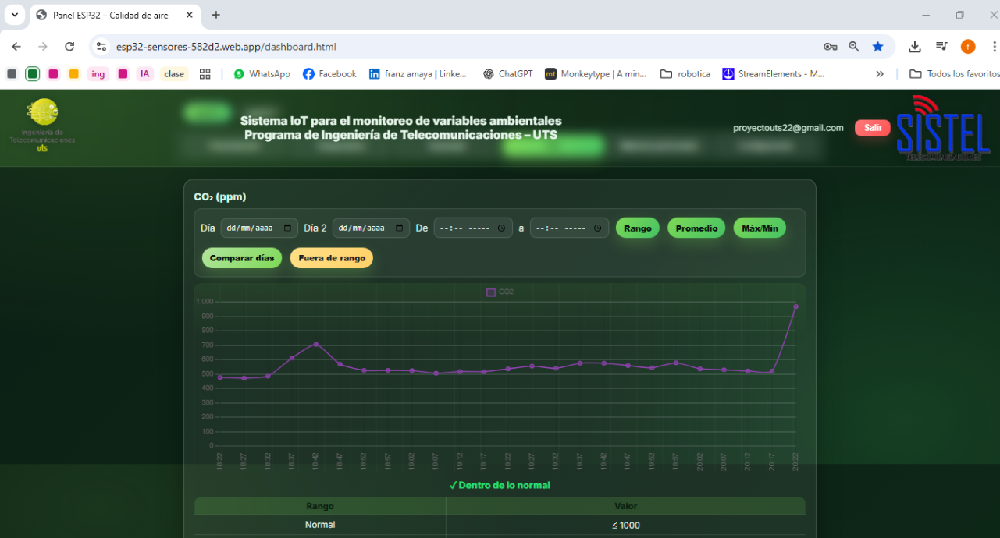 Panel ESP32 – Calidad de aire
esp32-sensores-582d2.web.app/dashboard.html
f
ing
IA
clase
WhatsApp
Facebook
franz amaya | Linke...
ChatGPT
mt
Monkeytype | A min...
robotica
StreamElements - M...
»
Todos los favoritos
Ingeniería de
Telecomunicaciones
uts
Sistema IoT para el monitoreo de variables ambientales
Programa de Ingeniería de Telecomunicaciones – UTS
proyectouts22@gmail.com
Salir
SISTEL
TELECOMUNICACIONES
CO₂ (ppm)
Día dd/mm/aaaa Día 2 dd/mm/aaaa De --:-- ----- a --:-- ----- Rango Promedio Máx/Mín
Comparar días Fuera de rango
CO2
1.000
900
800
700
600
500
400
300
200
100
0
18:22 18:27 18:32 18:37 18:42 18:47 18:52 18:57 19:02 19:07 19:12 19:17 19:22 19:27 19:32 19:37 19:42 19:47 19:52 19:57 20:02 20:07 20:12 20:17 20:22
✓ Dentro de lo normal
Rango Valor
Normal ≤ 1000